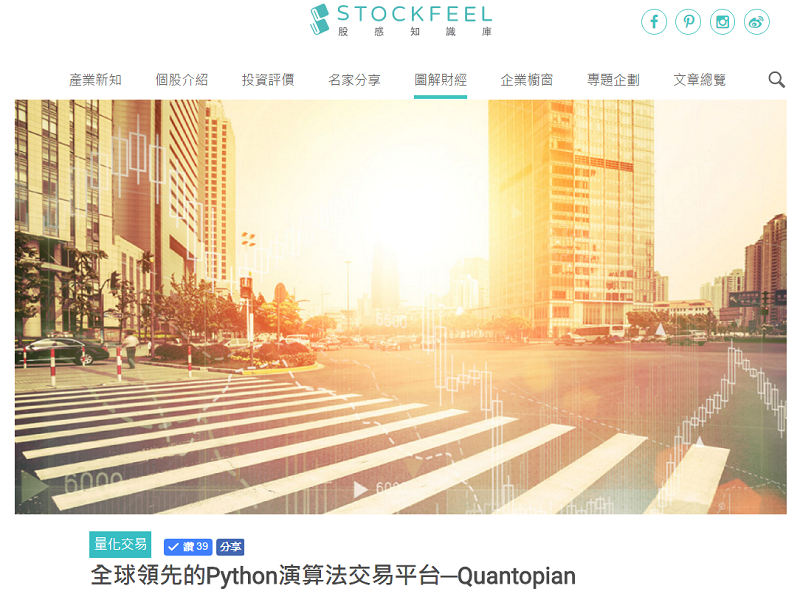 STOCKFEEL
股感知識庫
產業新知 個股介紹 投資評價 名家分享 圖解財經 企業櫥窗 專題企劃 文章總覽
6500
6000
600
量化交易 讚 39 分享
全球領先的Python演算法交易平台─Quantopian